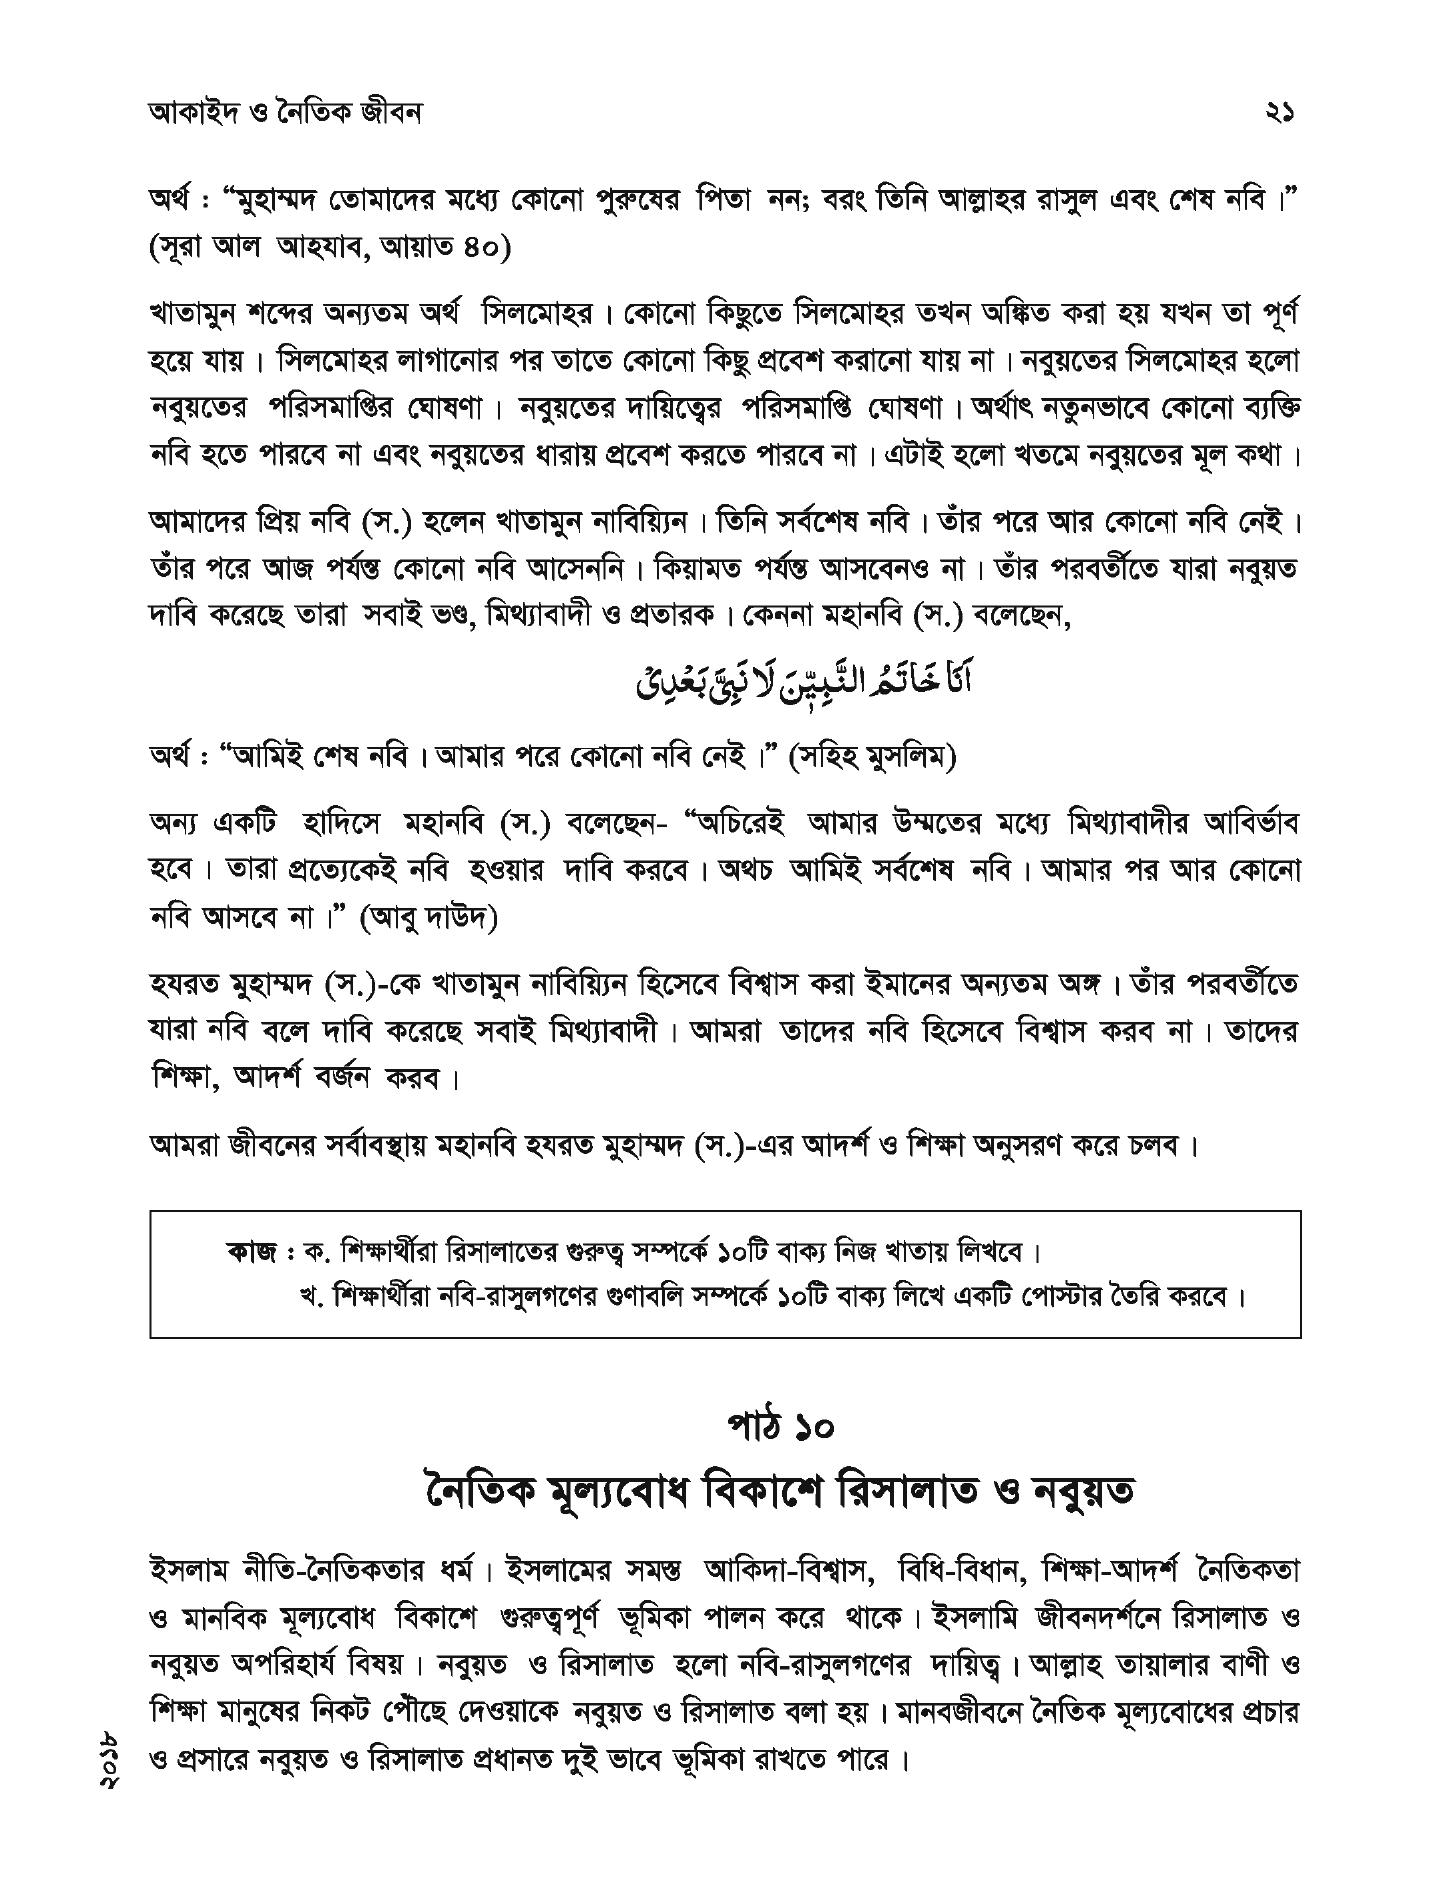 আকাইদ ও নৈতিক জীবন ২১
অর্থ : “মুহাম্মদ তোমাদের মধ্যে কোনো পুরুষের পিতা নন; বরং তিনি আল্লাহর রাসুল এবং শেষ নবি।”
(সূরা আল আহযাব, আয়াত ৪০)
খাতামুন শব্দের অন্যতম অর্থ সিলমোহর। কোনো কিছুতে সিলমোহর তখন অঙ্কিত করা হয় যখন তা পূর্ণ
হয়ে যায়। সিলমোহর লাগানোর পর তাতে কোনো কিছু প্রবেশ করানো যায় না। নবুয়তের সিলমোহর হলো
নবুয়তের পরিসমাপ্তির ঘোষণা। নবুয়তের দায়িত্বের পরিসমাপ্তি ঘোষণা। অর্থাৎ নতুনভাবে কোনো ব্যক্তি
নবি হতে পারবে না এবং নবুয়তের ধারায় প্রবেশ করতে পারবে না। এটাই হলো খতমে নবুয়তের মূল কথা।
আমাদের প্রিয় নবি (স.) হলেন খাতামুন নাবিয়্যিন। তিনি সর্বশেষ নবি। তাঁর পরে আর কোনো নবি নেই।
তাঁর পরে আজ পর্যন্ত কোনো নবি আসেননি। কিয়ামত পর্যন্ত আসবেনও না। তাঁর পরবর্তীতে যারা নবুয়ত
দাবি করেছে তারা সবাই ভণ্ড, মিথ্যাবাদী ও প্রতারক। কেননা মহানবি (স.) বলেছেন,
اَنَا خَاتَمُ النَّبِيّٖنَ لَا نَبِيَّ بَعْدِىْ
অর্থ : “আমিই শেষ নবি। আমার পরে কোনো নবি নেই।” (সহিহ মুসলিম)
অন্য একটি হাদিসে মহানবি (স.) বলেছেন- “অচিরেই আমার উম্মতের মধ্যে মিথ্যাবাদীর আবির্ভাব
হবে। তারা প্রত্যেকেই নবি হওয়ার দাবি করবে। অথচ আমিই সর্বশেষ নবি। আমার পর আর কোনো
নবি আসবে না।” (আবু দাউদ)
হযরত মুহাম্মদ (স.)-কে খাতামুন নাবিয়্যিন হিসেবে বিশ্বাস করা ইমানের অন্যতম অঙ্গ। তাঁর পরবর্তীতে
যারা নবি বলে দাবি করেছে সবাই মিথ্যাবাদী। আমরা তাদের নবি হিসেবে বিশ্বাস করব না। তাদের
শিক্ষা, আদর্শ বর্জন করব।
আমরা জীবনের সর্বাবস্থায় মহানবি হযরত মুহাম্মদ (স.)-এর আদর্শ ও শিক্ষা অনুসরণ করে চলব।
কাজ : ক. শিক্ষার্থীরা রিসালাতের গুরুত্ব সম্পর্কে ১০টি বাক্য নিজ খাতায় লিখবে।
খ. শিক্ষার্থীরা নবি-রাসুলগণের গুণাবলি সম্পর্কে ১০টি বাক্য লিখে একটি পোস্টার তৈরি করবে।
পাঠ ১০
নৈতিক মূল্যবোধ বিকাশে রিসালাত ও নবুয়ত
ইসলাম নীতি-নৈতিকতার ধর্ম। ইসলামের সমস্ত আকিদা-বিশ্বাস, বিধি-বিধান, শিক্ষা-আদর্শ নৈতিকতা
ও মানবিক মূল্যবোধ বিকাশে গুরুত্বপূর্ণ ভূমিকা পালন করে থাকে। ইসলামি জীবনদর্শনে রিসালাত ও
নবুয়ত অপরিহার্য বিষয়। নবুয়ত ও রিসালাত হলো নবি-রাসুলগণের দায়িত্ব। আল্লাহ তায়ালার বাণী ও
শিক্ষা মানুষের নিকট পৌঁছে দেওয়াকে নবুয়ত ও রিসালাত বলা হয়। মানবজীবনে নৈতিক মূল্যবোধের প্রচার
ও প্রসারে নবুয়ত ও রিসালাত প্রধানত দুই ভাবে ভূমিকা রাখতে পারে।
২০১৮